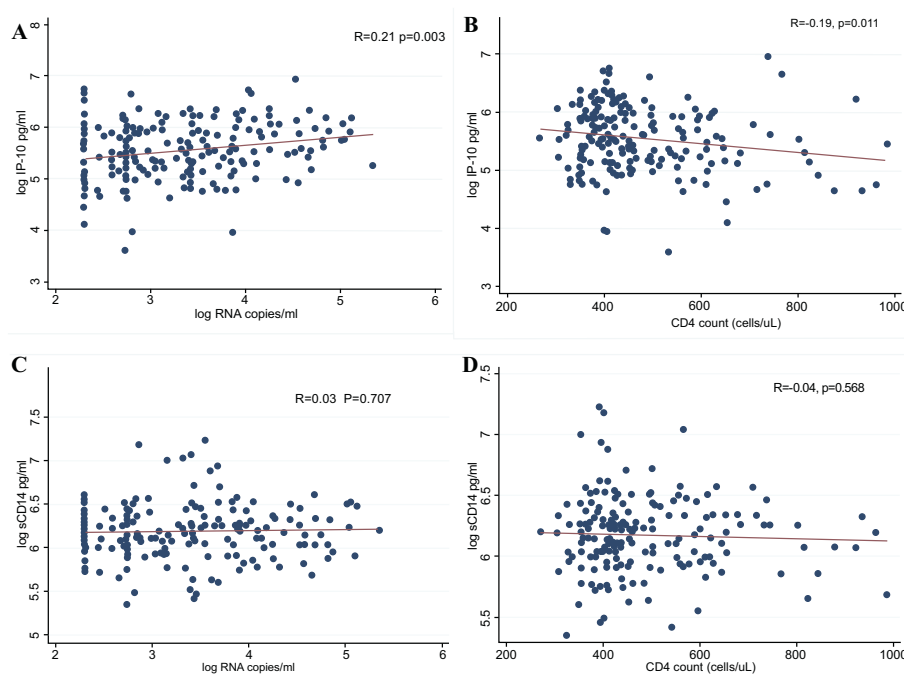 A
R=0.21 p=0.003
log IP-10 pg/ml
8
7
6
5
4
3
2
3
4
5
6
log RNA copies/ml
B
R=-0.19, p=0.011
log IP-10 pg/ml
7
6
5
4
3
200
400
600
800
1000
CD4 count (cells/uL)
C
R=0.03 P=0.707
log sCD14 pg/ml
7.5
7
6.5
6
5.5
5
2
3
4
5
6
log RNA copies/ml
D
R=-0.04, p=0.568
log sCD14 pg/ml
7.5
7
6.5
6
5.5
200
400
600
800
1000
CD4 count (cells/uL)